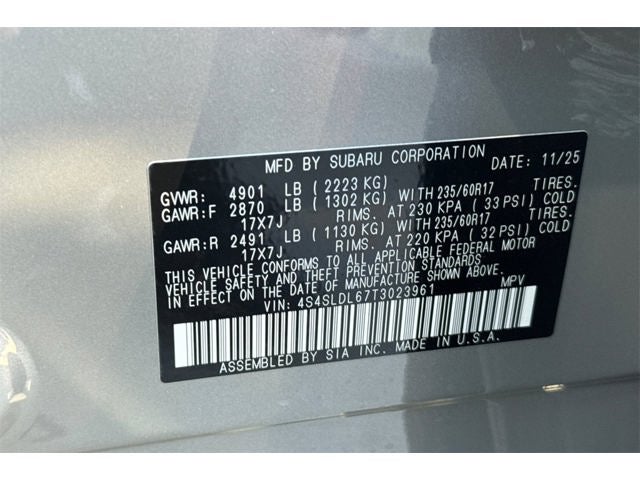 MFD BY SUBARU CORPORATION DATE: 11/25
GVWR: 4901 LB ( 2223 KG)
GAWR:F 2870 LB ( 1302 KG) WITH 235/60R17 TIRES.
17X7J RIMS. AT 230 KPA ( 33 PSI) COLD
GAWR:R 2491 LB ( 1130 KG) WITH 235/60R17 TIRES.
17X7J RIMS. AT 220 KPA ( 32 PSI) COLD
THIS VEHICLE CONFORMS TO ALL APPLICABLE FEDERAL MOTOR
VEHICLE SAFETY AND THEFT PREVENTION STANDARDS
IN EFFECT ON THE DATE OF MANUFACTURE SHOWN ABOVE.
VIN: 4S4SLDL67T3023961 MPV
ASSEMBLED BY SIA INC. MADE IN U.S.A.